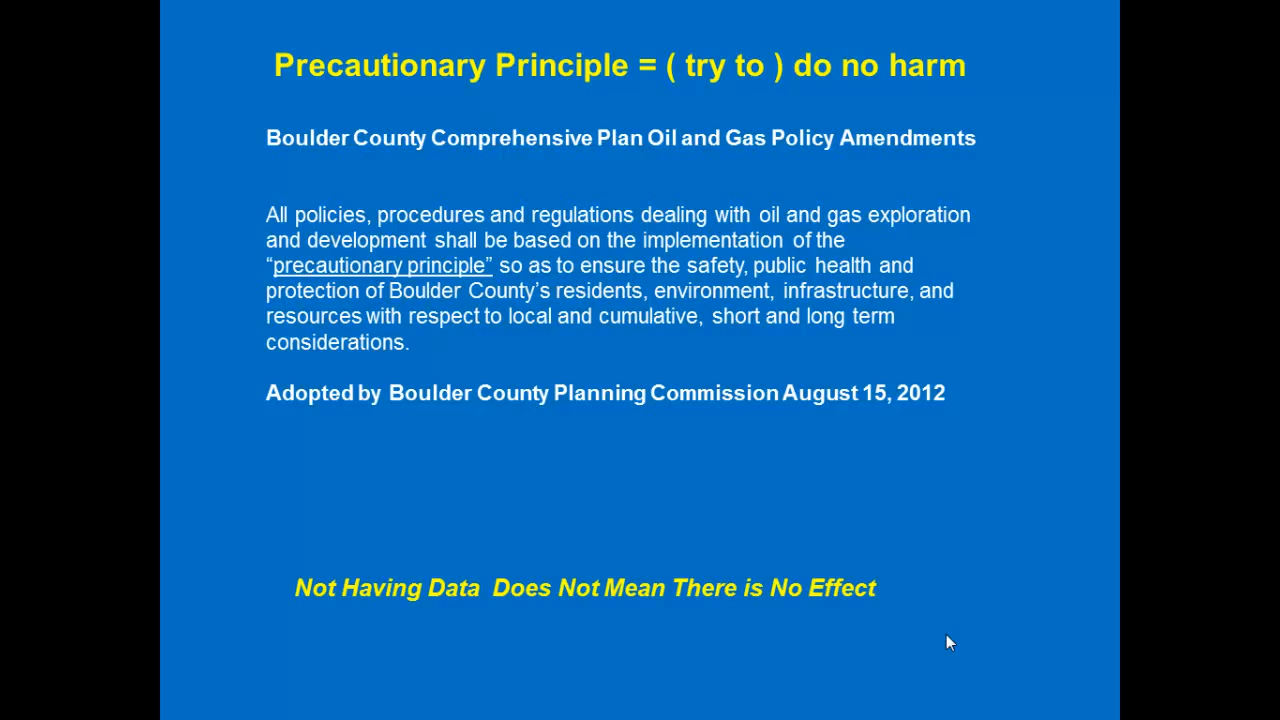 Precautionary Principle = ( try to ) do no harm
Boulder County Comprehensive Plan Oil and Gas Policy Amendments
All policies, procedures and regulations dealing with oil and gas exploration
and development shall be based on the implementation of the
“precautionary principle” so as to ensure the safety, public health and
protection of Boulder County’s residents, environment, infrastructure, and
resources with respect to local and cumulative, short and long term
considerations.
Adopted by Boulder County Planning Commission August 15, 2012
Not Having Data Does Not Mean There is No Effect